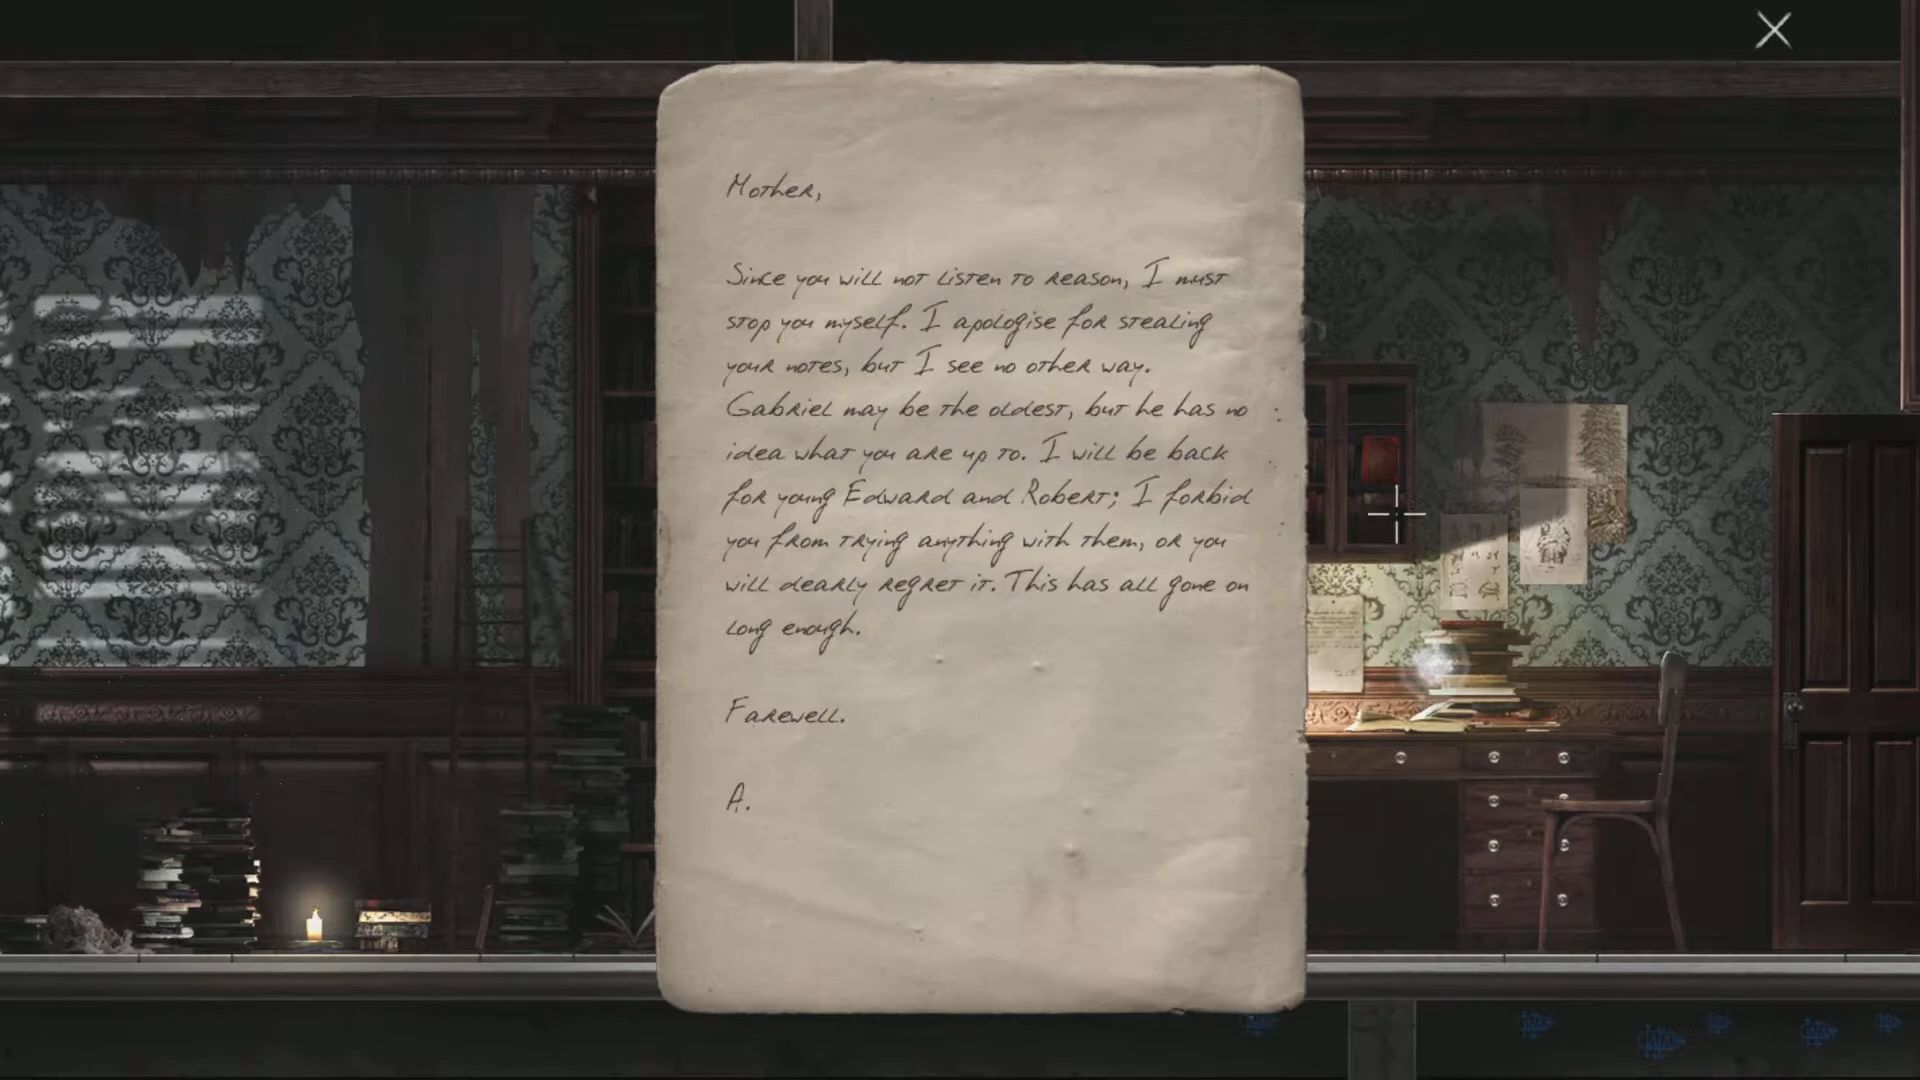 Mother,
Since you will not listen to reason, I must
stop you myself. I apologise for stealing
your notes, but I see no other way.
Gabriel may be the oldest, but he has no
idea what you are up to. I will be back
for young Edward and Robert; I forbid
you from trying anything with them, or you
will dearly regret it. This has all gone on
long enough.
Farewell.
A.